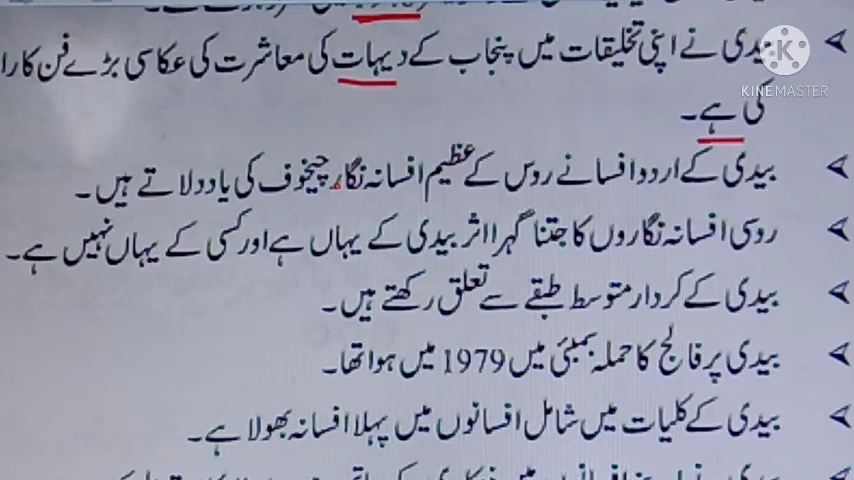 بیدی نے اپنی تخلیقات میں پنجاب کے دیہات کی معاشرت کی عکاسی بڑے فن کارا
کی ہے۔
KINEMASTER
بیدی کے اردو افسانے روس کے عظیم افسانہ نگار چیخوف کی یاد دلاتے ہیں۔
روسی افسانہ نگاروں کا جتنا گہرا اثر بیدی کے یہاں ہے اور کسی کے یہاں نہیں ہے۔
بیدی کے کردار متوسط طبقے سے تعلق رکھتے ہیں۔
بیدی پر فالج کا حملہ بمبئی میں 1979 میں ہوا تھا۔
بیدی کے کلیات میں شامل افسانوں میں پہلا افسانہ بھولا ہے۔